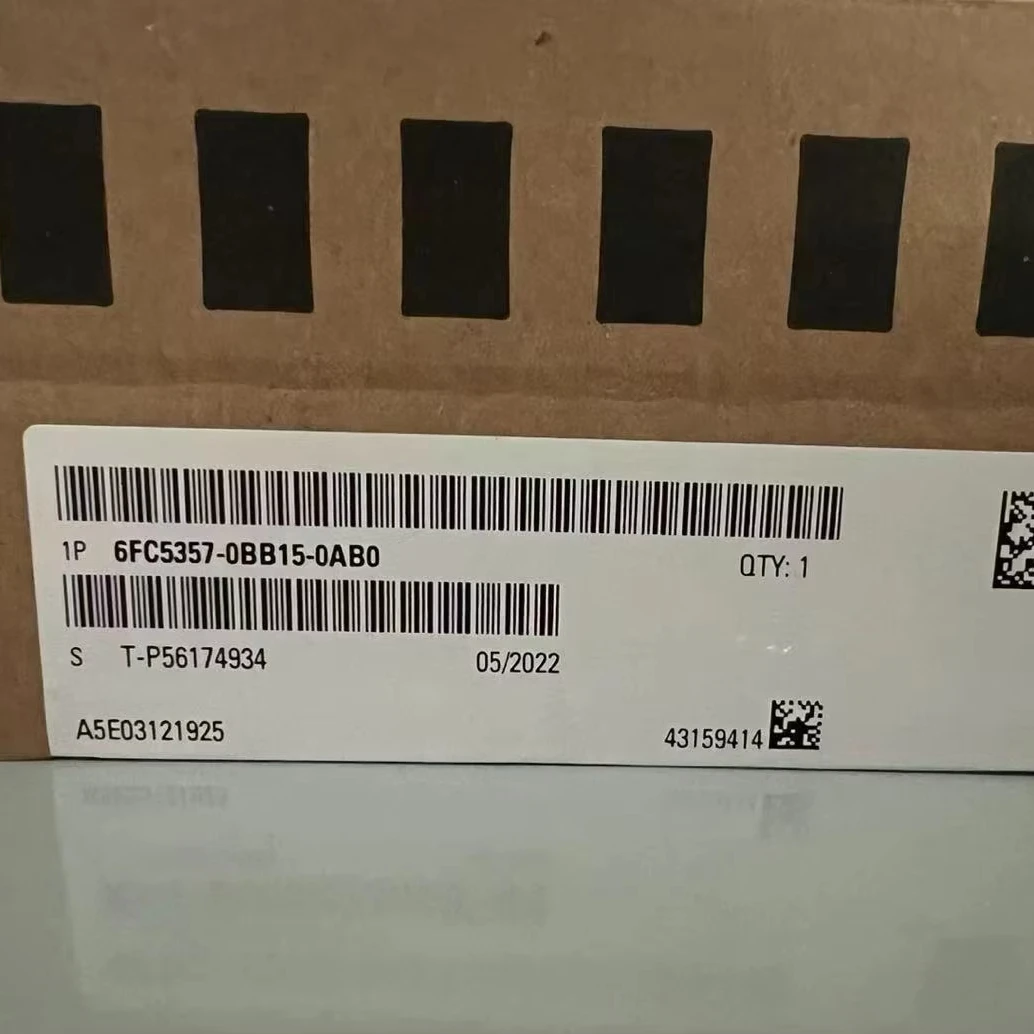 1P 6FC5357-0BB15-0AB0 QTY: 1
S T-P56174934 05/2022
A5E03121925 43159414